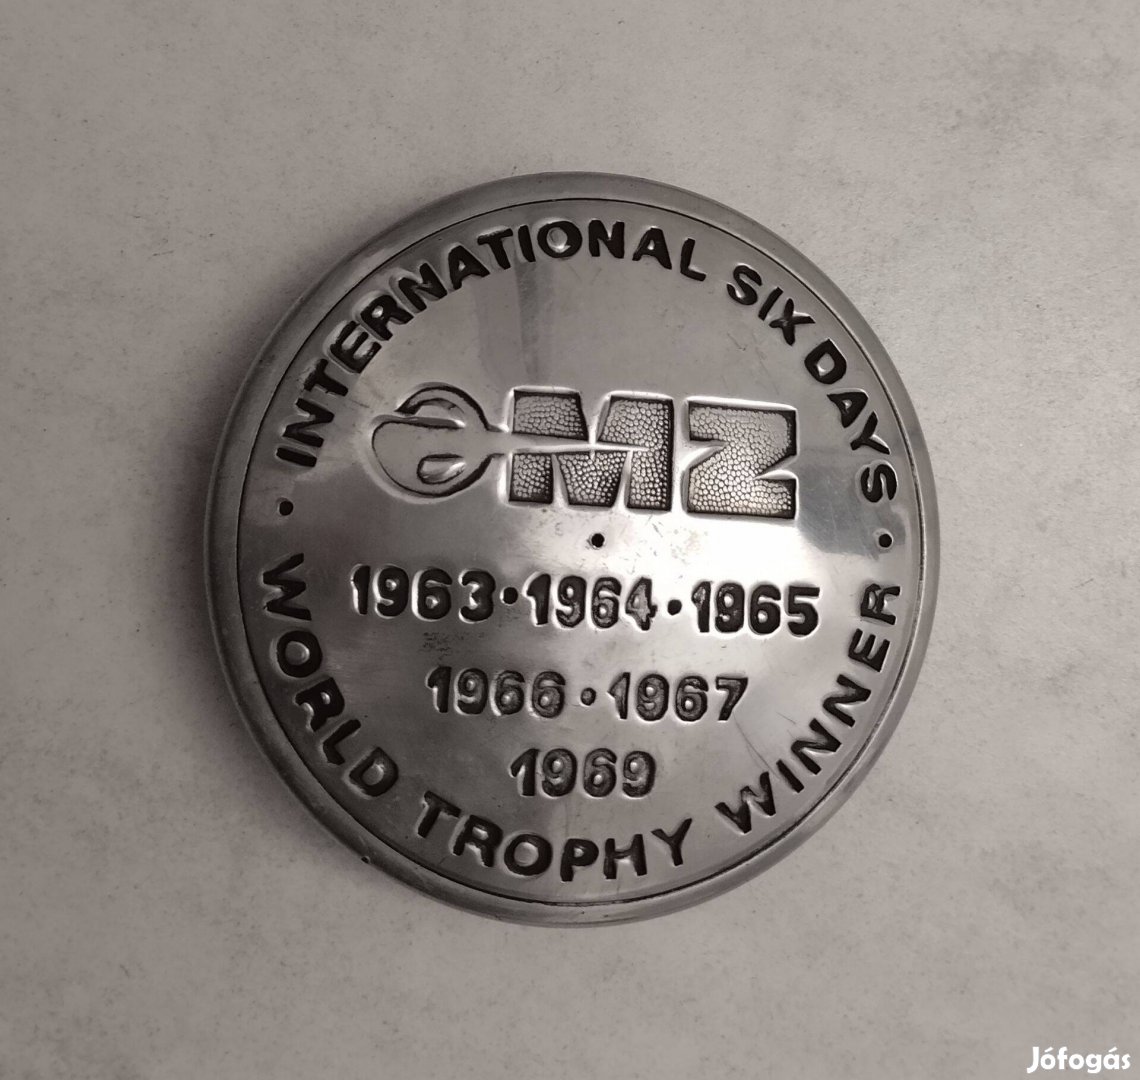 · INTERNATIONAL SIX DAYS ·
MZ
1963·1964·1965
1966·1967
1969
WORLD TROPHY WINNER
Jófogás